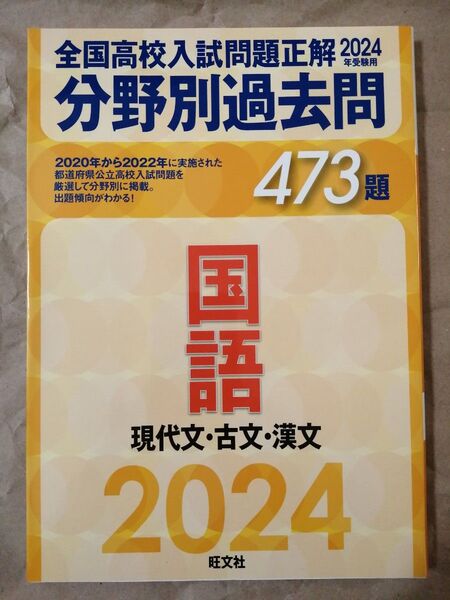 全国高校入試問題正解 2024
年受験用
分野別過去問
2020年から2022年に実施された
都道府県公立高校入試問題を
厳選して分野別に掲載。
出題傾向がわかる!
473題
国語
現代文・古文・漢文
2024
旺文社